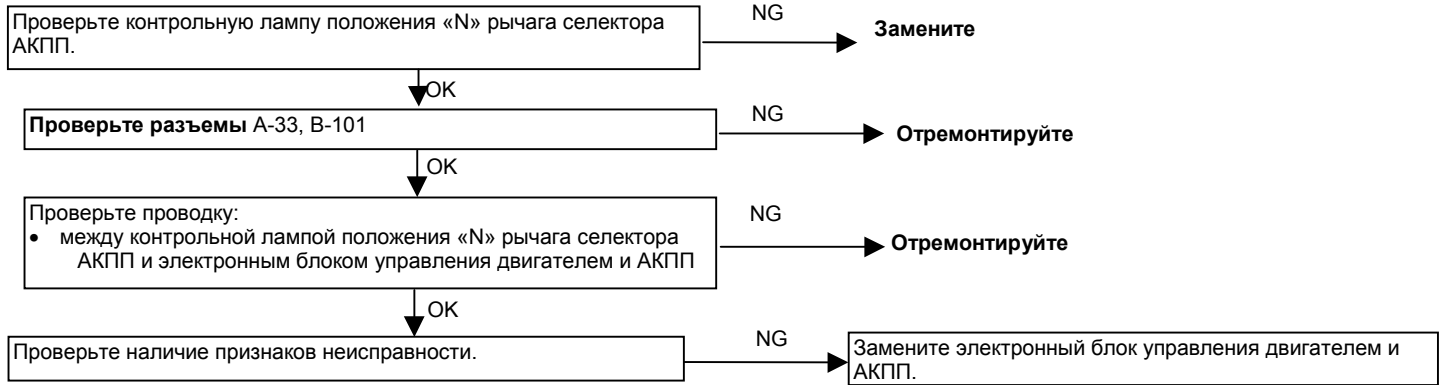 Проверьте контрольную лампу положения «N» рычага селектора
АКПП.
NG
Замените
OK
Проверьте разъемы A-33, B-101
NG
Отремонтируйте
OK
Проверьте проводку:
• между контрольной лампой положения «N» рычага селектора
АКПП и электронным блоком управления двигателем и АКПП
NG
Отремонтируйте
OK
Проверьте наличие признаков неисправности.
NG
Замените электронный блок управления двигателем и
АКПП.